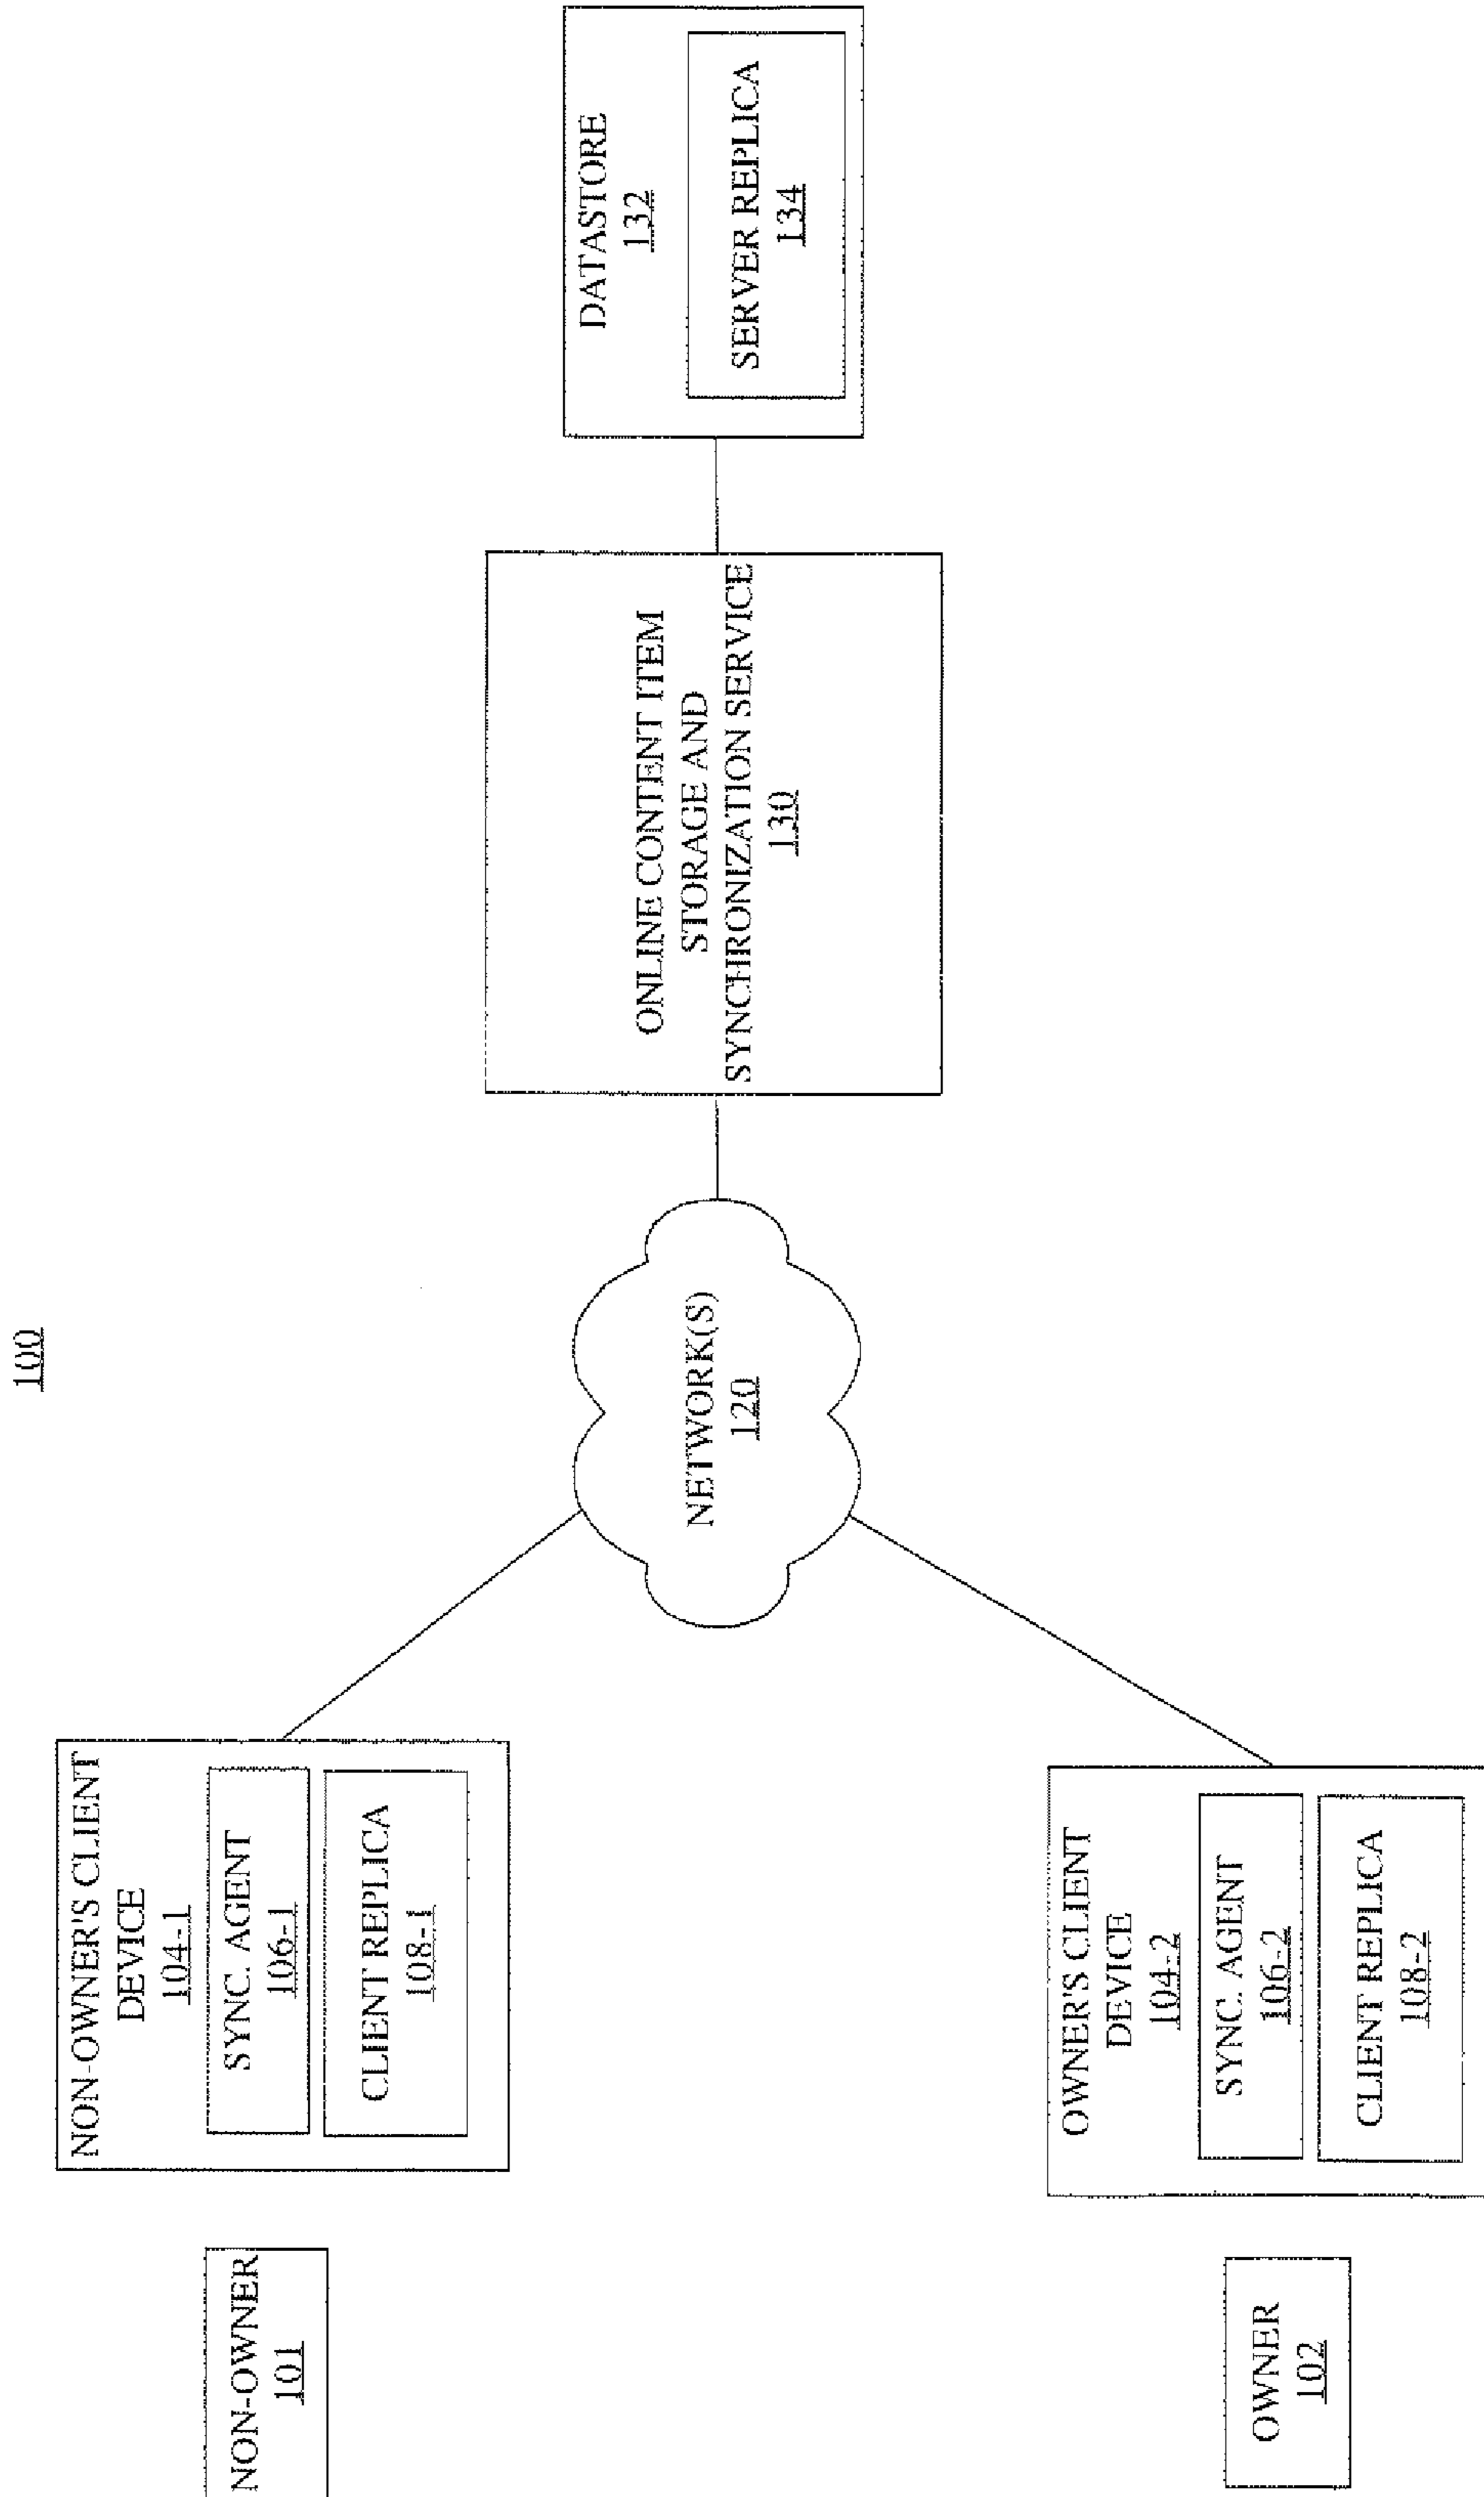 100
NON-OWNER
101
NON-OWNER'S CLIENT
DEVICE
104-1
SYNC. AGENT
106-1
CLIENT REPLICA
108-1
OWNER
102
OWNER'S CLIENT
DEVICE
104-2
SYNC. AGENT
106-2
CLIENT REPLICA
108-2
NETWORK(S)
120
ONLINE CONTENT ITEM
STORAGE AND
SYNCHRONIZATION SERVICE
130
DATASTORE
132
SERVER REPLICA
134